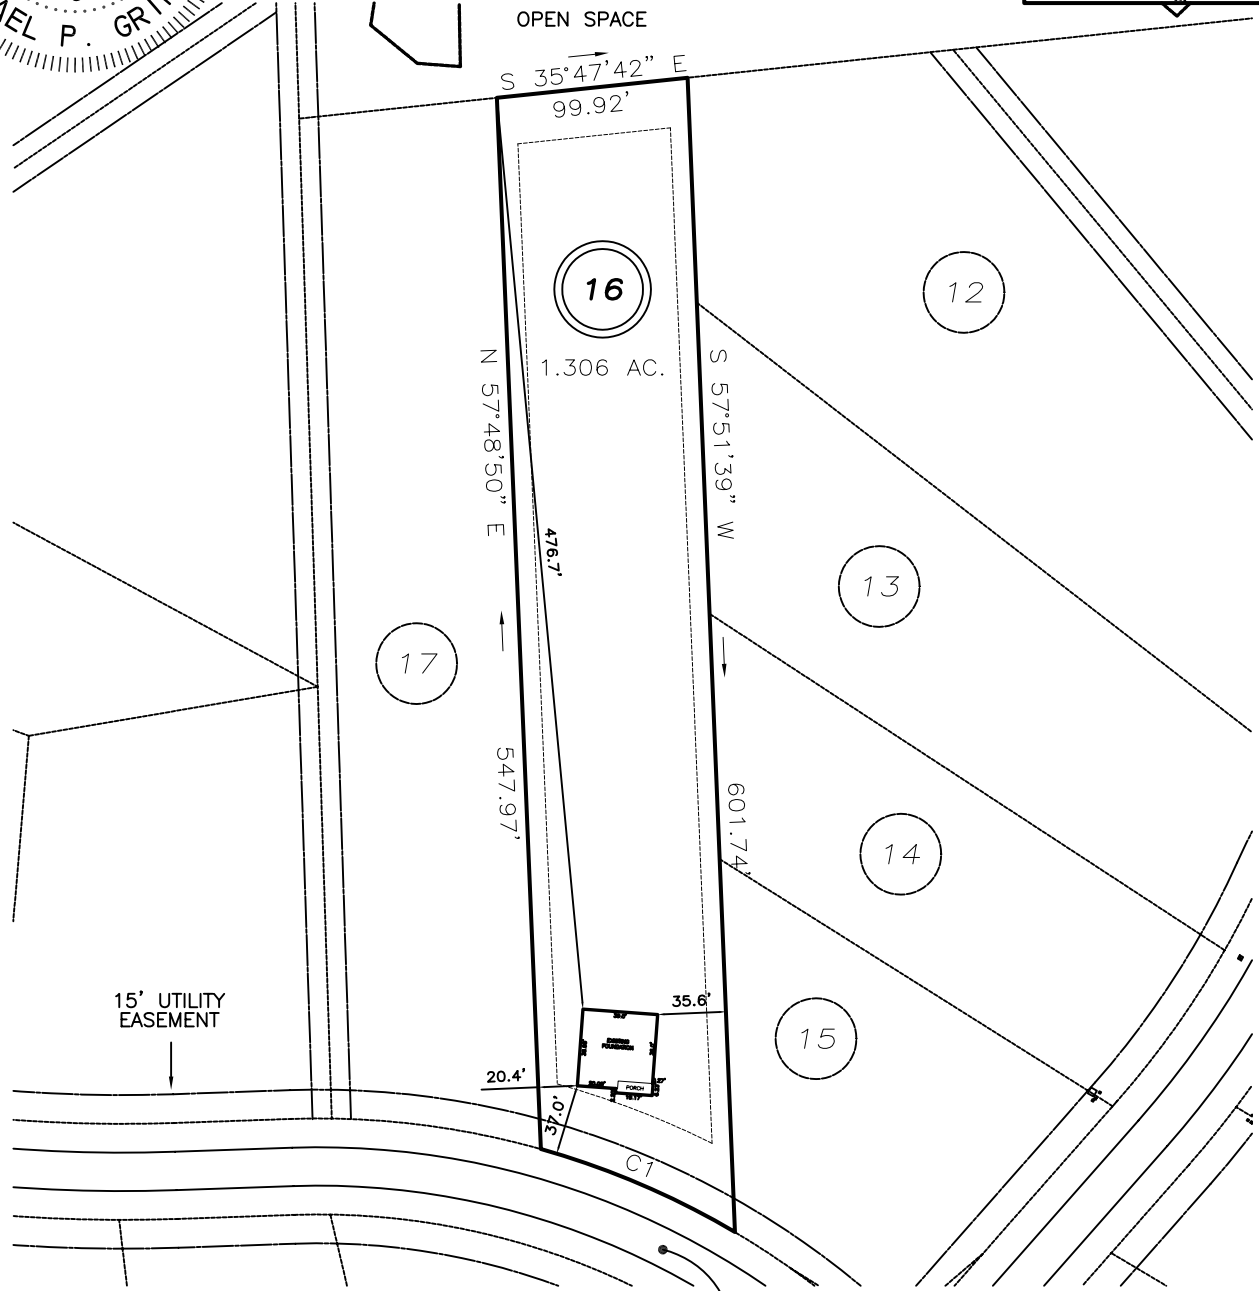 OPEN SPACE
S 35°47'42" E
99.92'
16
1.306 AC.
12
N 57°48'50" E
S 57°51'39" W
476.7'
13
17
547.97'
601.74'
14
15' UTILITY
EASEMENT
35.6'
15
EXISTING
FOUNDATION
PORCH
20.4'
37.0'
C1